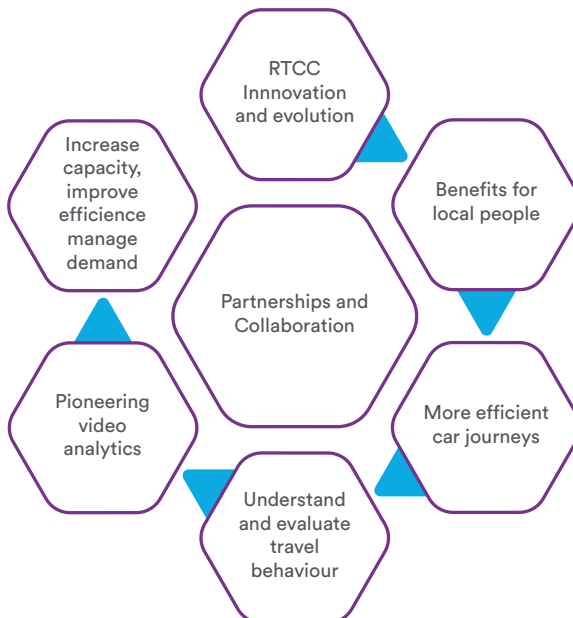 RTCC
Innnovation
and evolution
Benefits for
local people
More efficient
car journeys
Understand
and evaluate
travel
behaviour
Pioneering
video
analytics
Increase
capacity,
improve
efficience
manage
demand
Partnerships and
Collaboration